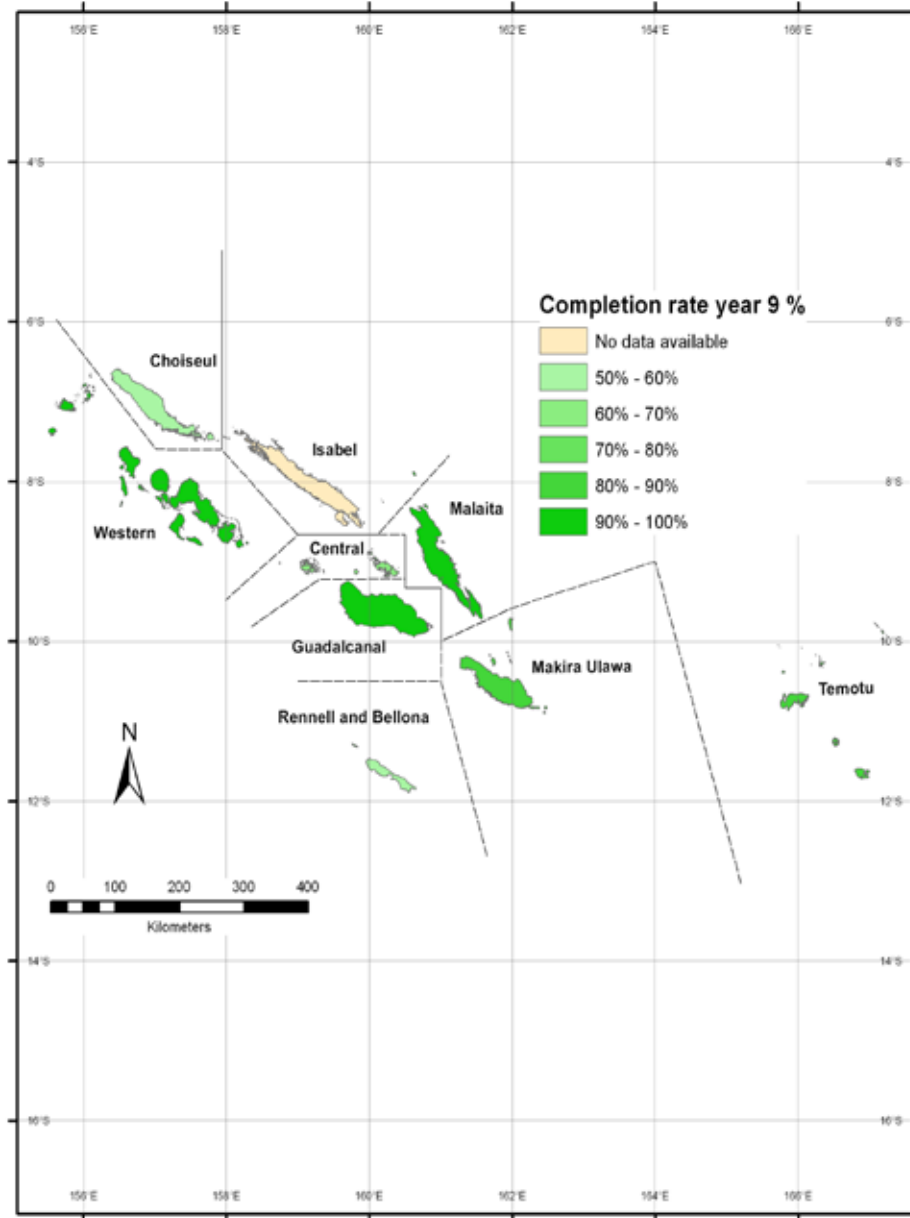 156°E 158°E 160°E 162°E 164°E 166°E
4°S 4°S
6°S 6°S
Completion rate year 9 %
No data available
50% - 60%
60% - 70%
70% - 80%
80% - 90%
90% - 100%
Choiseul
Isabel
8°S 8°S
Malaita
Western
Central
10°S 10°S
Guadalcanal
Makira Ulawa
Temotu
Rennell and Bellona
N
12°S 12°S
0 100 200 300 400
Kilometers
14°S 14°S
16°S 16°S
156°E 158°E 160°E 162°E 164°E 166°E